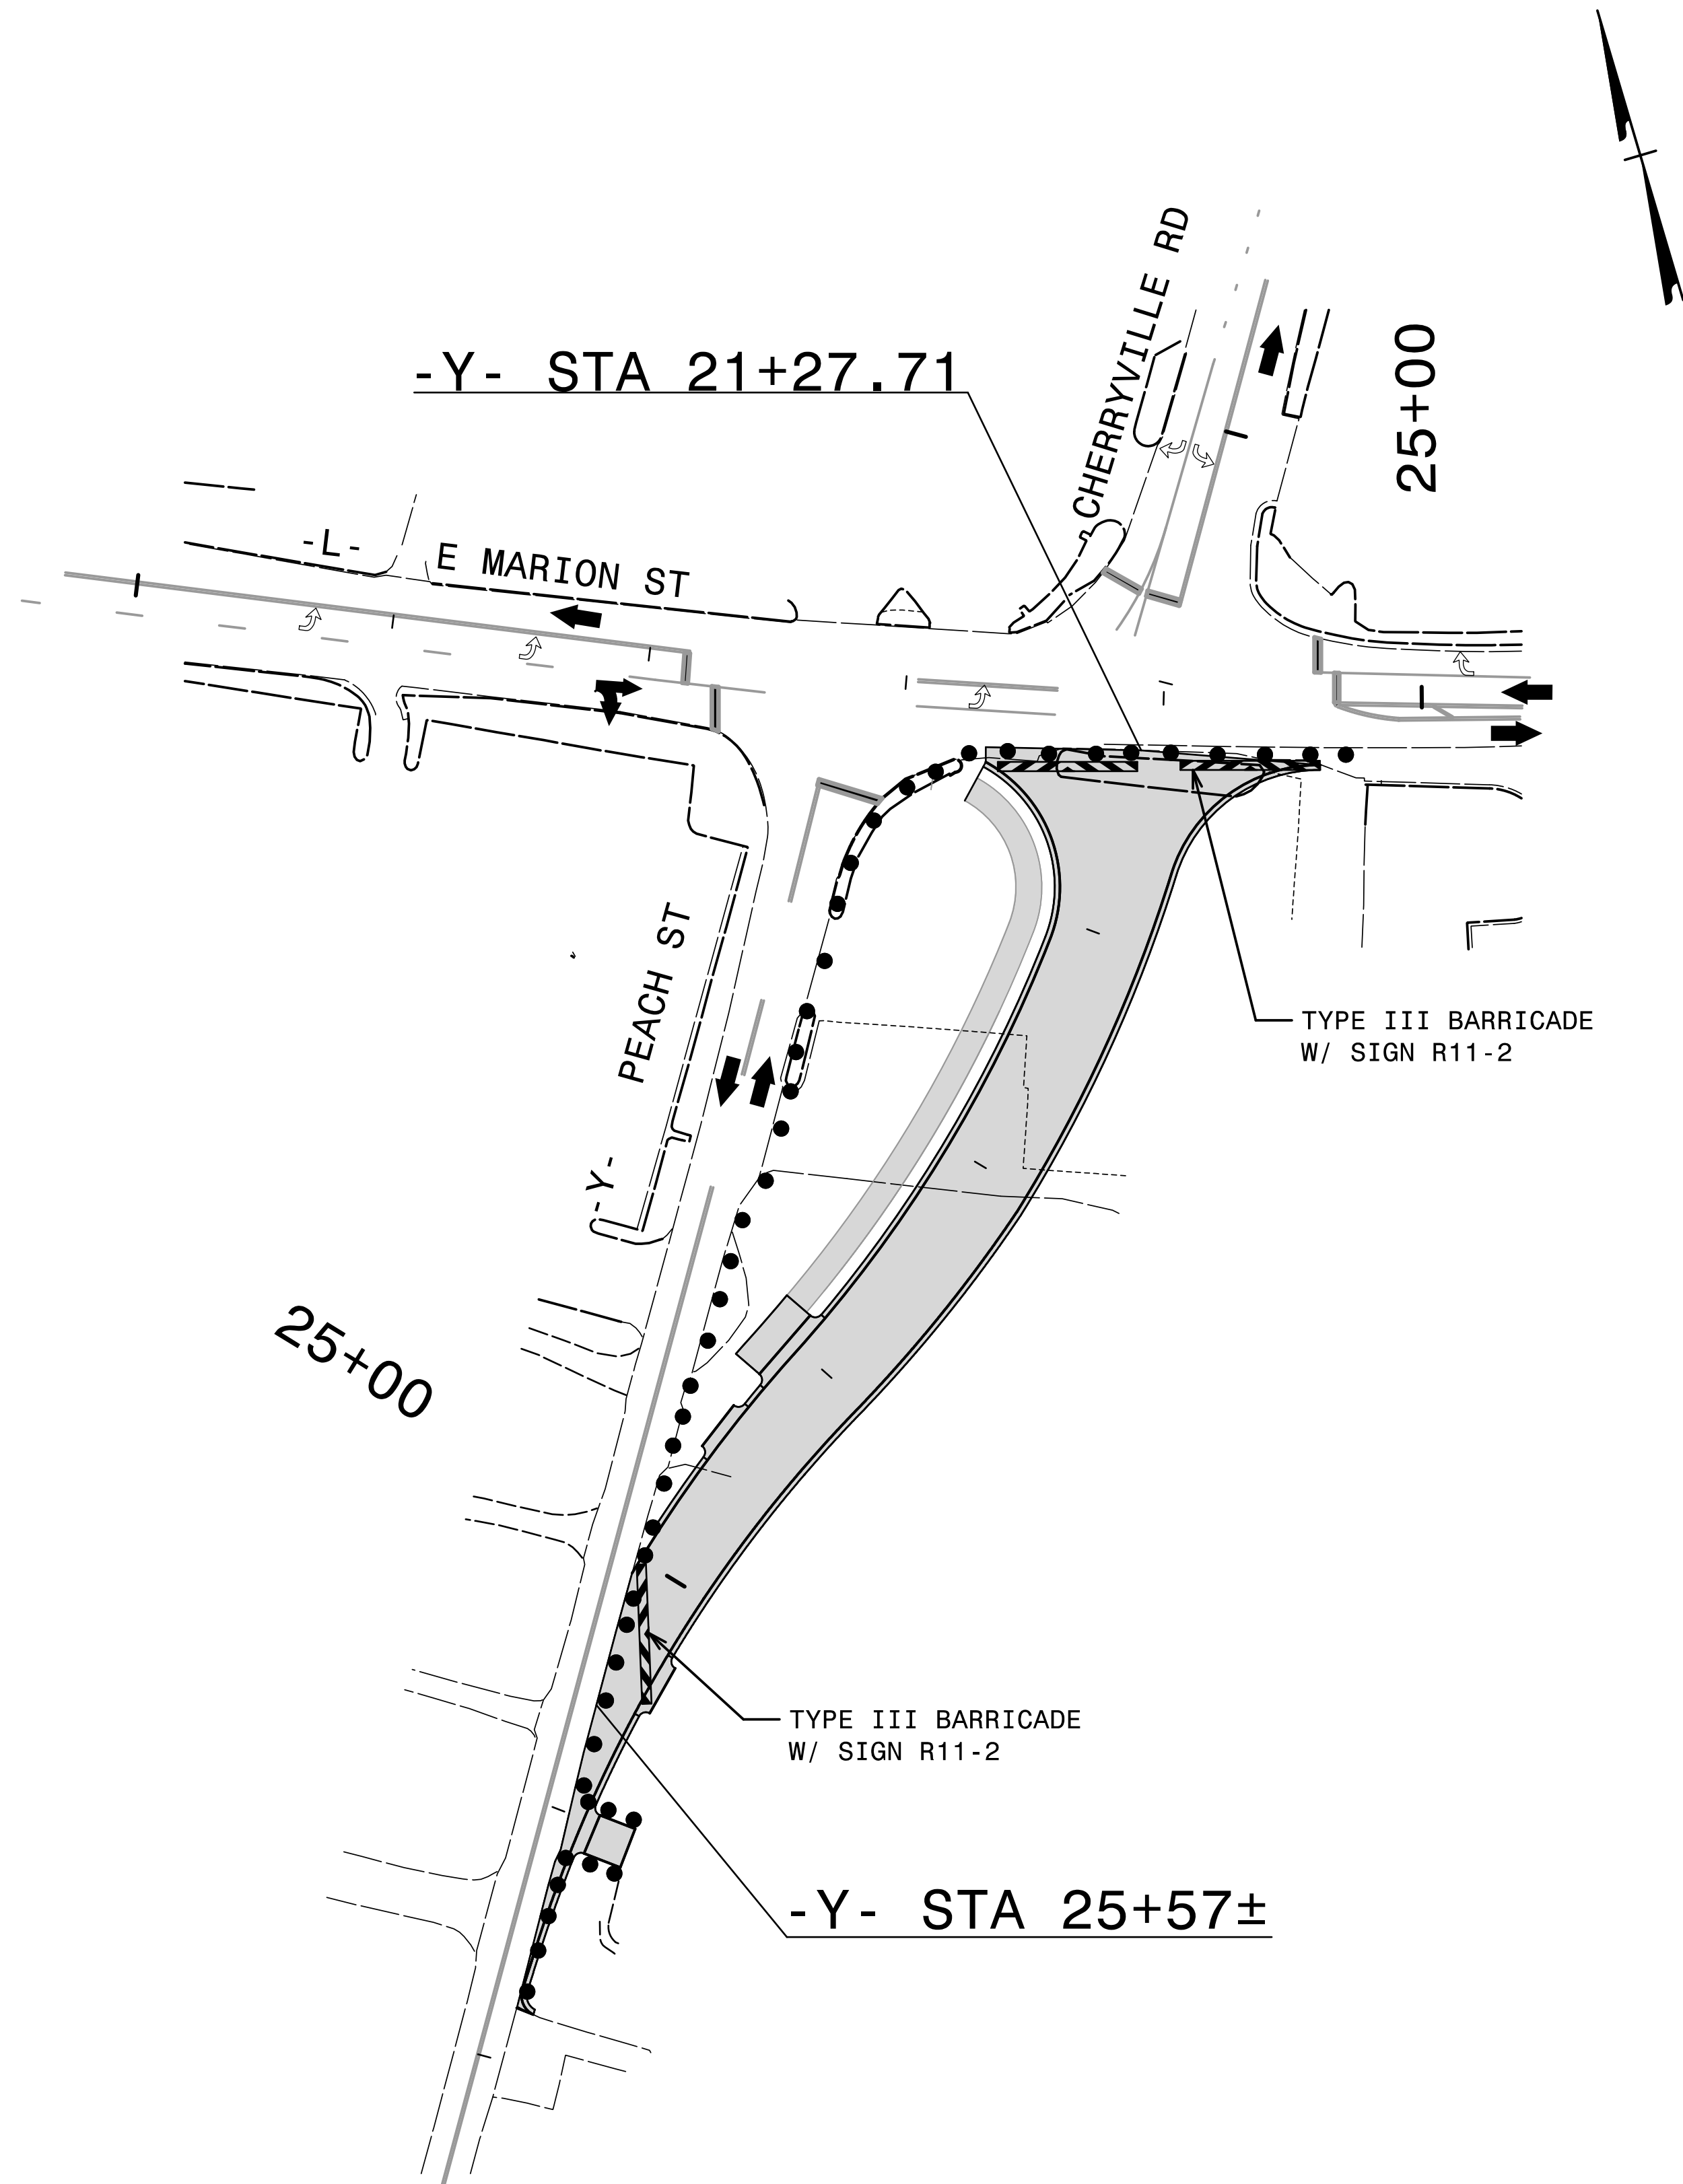 CHERRYVILLE RD
25+00
-Y- STA 21+27.71
-L-
E MARION ST
PEACH ST
TYPE III BARRICADE
W/ SIGN R11-2
-Y-
25+00
TYPE III BARRICADE
W/ SIGN R11-2
-Y- STA 25+57±